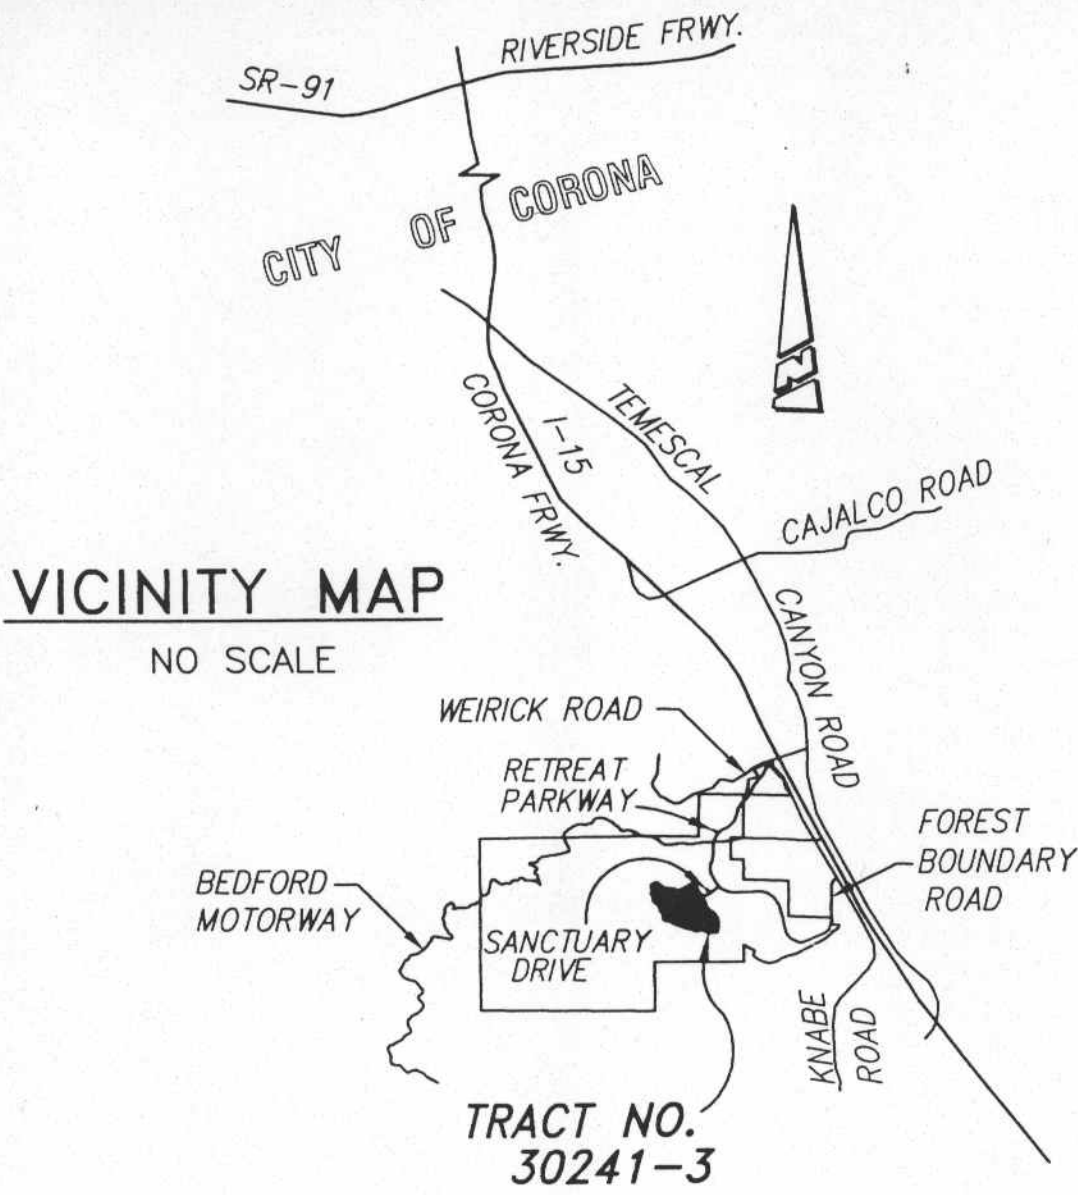 RIVERSIDE FRWY.
SR-91
CITY OF CORONA
N
TEMESCAL
CORONA FRWY.
I-15
CAJALCO ROAD
VICINITY MAP
NO SCALE
CANYON ROAD
WEIRICK ROAD
RETREAT
PARKWAY
FOREST
BOUNDARY
ROAD
BEDFORD
MOTORWAY
SANCTUARY
DRIVE
KNABE
ROAD
TRACT NO.
30241-3